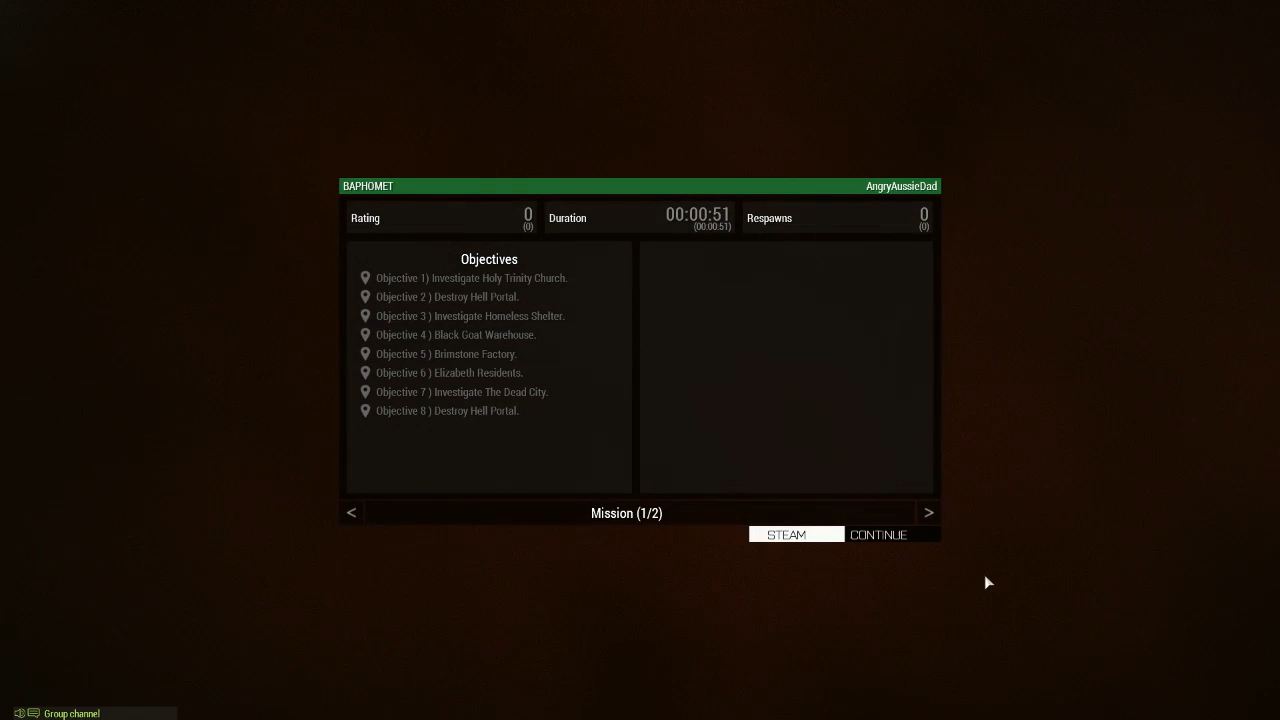 BAPHOMET AngryAussieDad
Rating 0 (0) Duration 00:00:51 (00:00:51) Respawns 0 (0)
Objectives
Objective 1) Investigate Holy Trinity Church.
Objective 2 ) Destroy Hell Portal.
Objective 3 ) Investigate Homeless Shelter.
Objective 4 ) Black Goat Warehouse.
Objective 5 ) Brimstone Factory.
Objective 6 ) Elizabeth Residents.
Objective 7 ) Investigate The Dead City.
Objective 8 ) Destroy Hell Portal.
< Mission (1/2) >
STEAM CONTINUE
Group channel